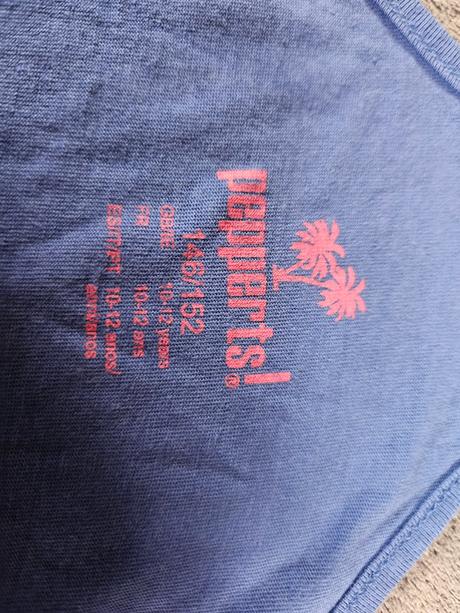 pepperts!®
146/152
GB/IE 10-12 years
FR 10-12 ans
ES/IT/PT 10-12 años/
anni/anos